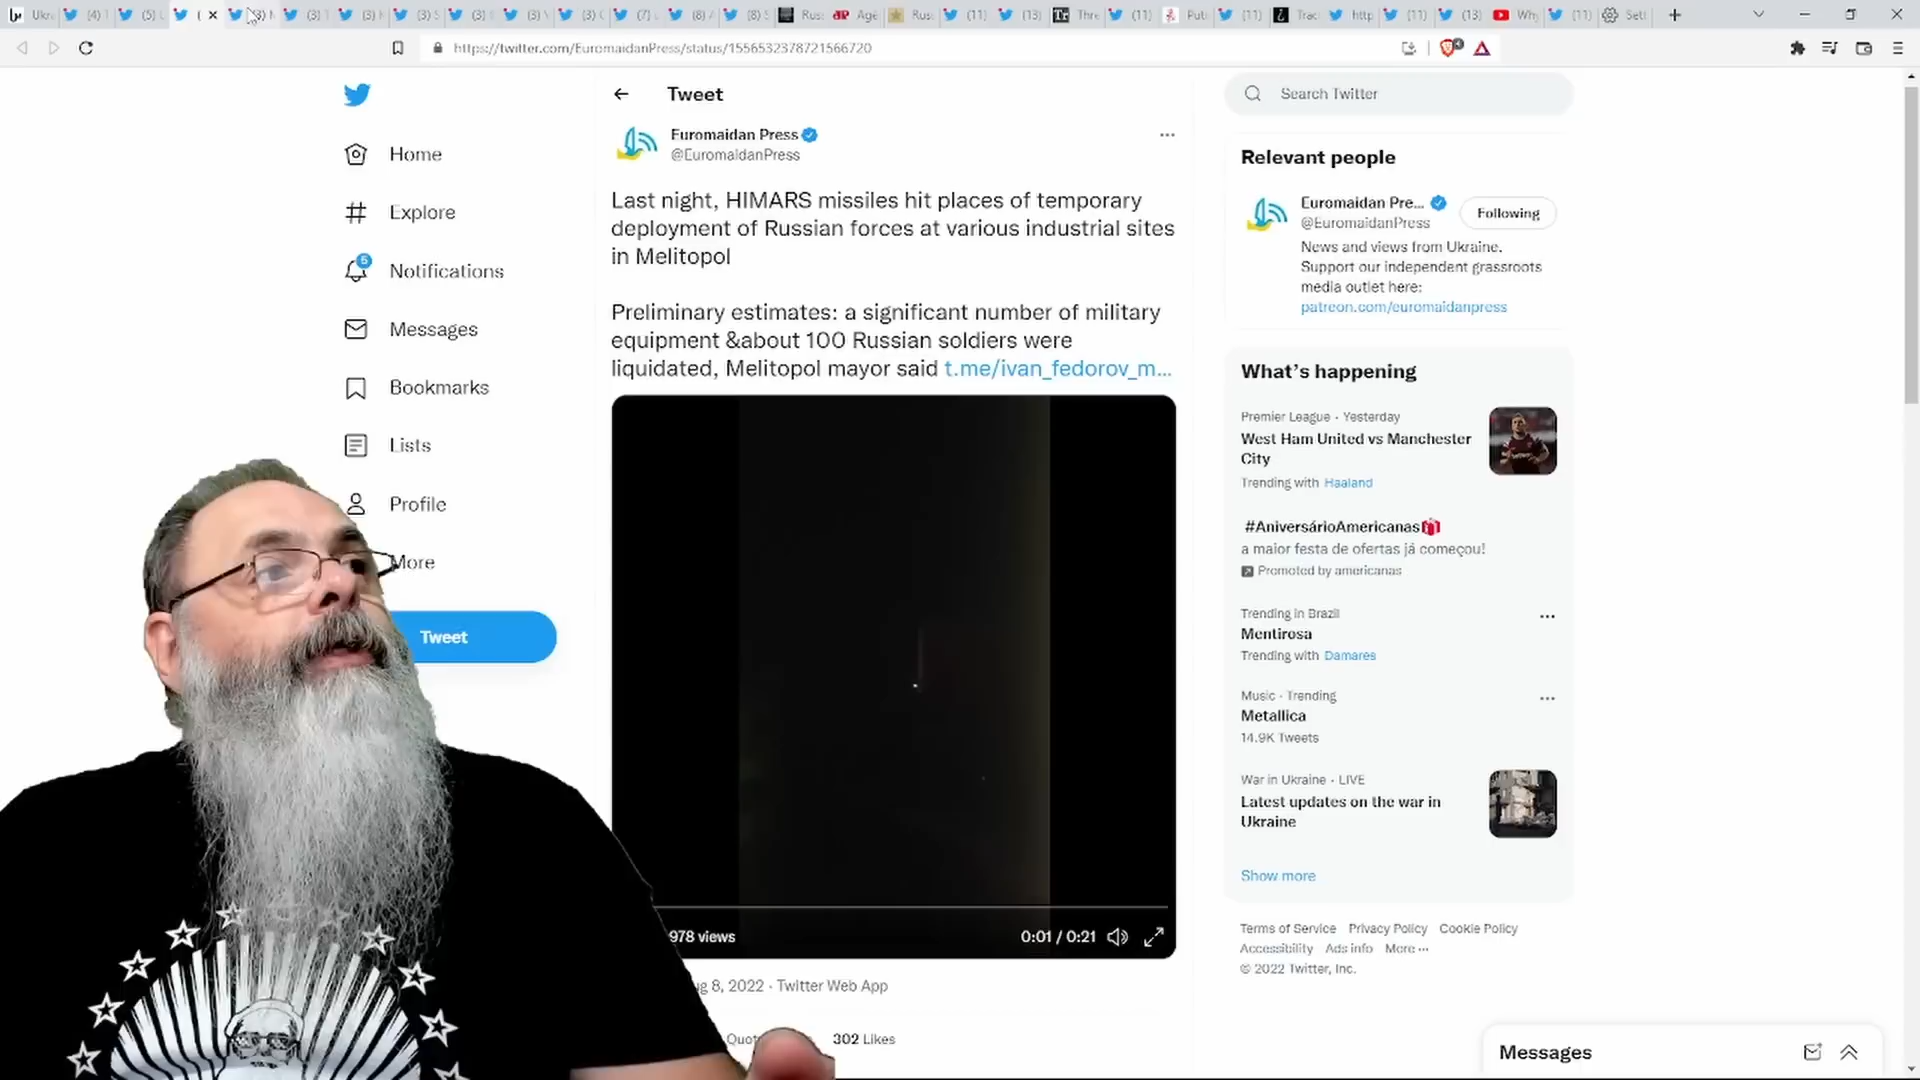 https://twitter.com/EuromaidanPress/status/1556532378721566720
Home
Explore
5
Notifications
Messages
Bookmarks
Lists
Profile
More
Tweet
Tweet
Euromaidan Press
@EuromaidanPress
Last night, HIMARS missiles hit places of temporary
deployment of Russian forces at various industrial sites
in Melitopol
Preliminary estimates: a significant number of military
equipment &about 100 Russian soldiers were
liquidated, Melitopol mayor said t.me/ivan_fedorov_m...
978 views
0:01 / 0:21
8, 2022 · Twitter Web App
302 Likes
Search Twitter
Relevant people
Euromaidan Pre...
@EuromaidanPress
Following
News and views from Ukraine.
Support our independent grassroots
media outlet here:
patreon.com/euromaidanpress
What's happening
Premier League · Yesterday
West Ham United vs Manchester
City
Trending with Haaland
#AniversárioAmericanas
a maior festa de ofertas já começou!
Promoted by americanas
Trending in Brazil
Mentirosa
Trending with Damares
Music · Trending
Metallica
14.9K Tweets
War in Ukraine · LIVE
Latest updates on the war in
Ukraine
Show more
Terms of Service Privacy Policy Cookie Policy
Accessibility Ads info More ...
© 2022 Twitter, Inc.
Messages